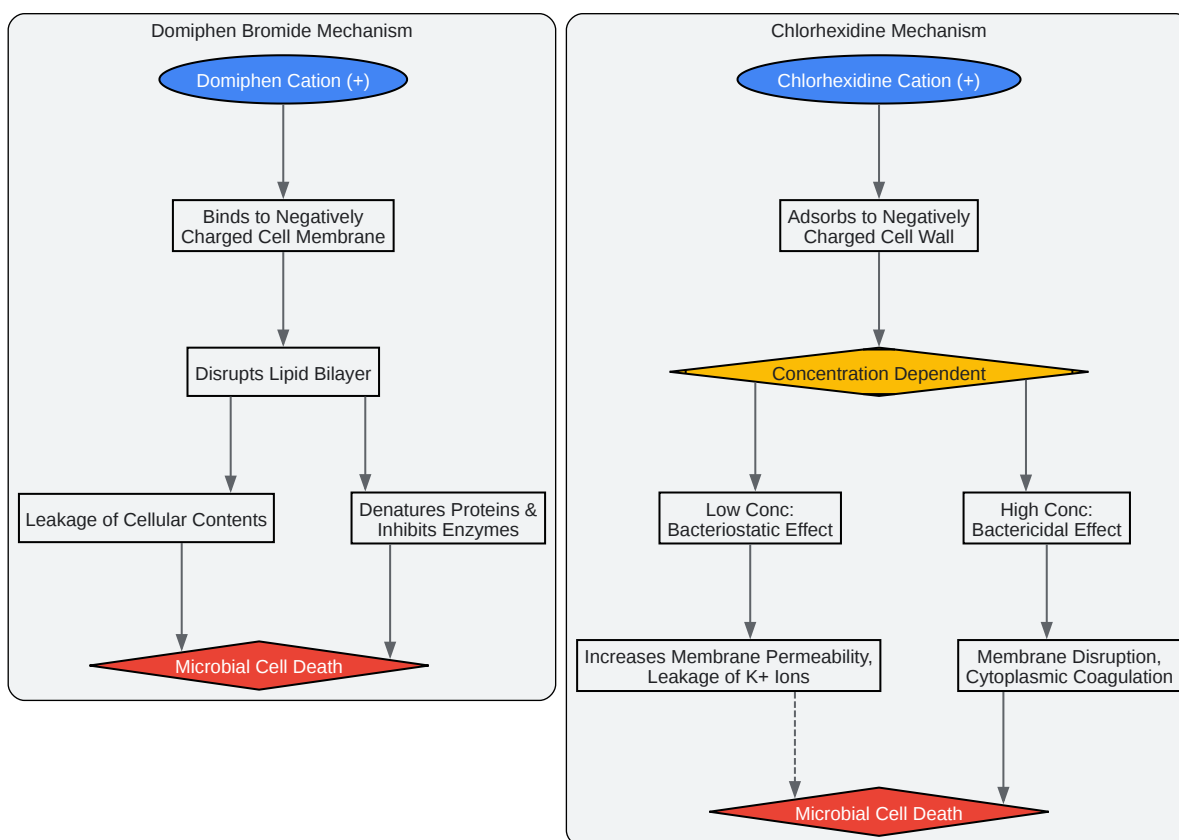 Domiphen Bromide Mechanism
Domiphen Cation (+)
Binds to Negatively
Charged Cell Membrane
Disrupts Lipid Bilayer
Leakage of Cellular Contents
Denatures Proteins &
Inhibits Enzymes
Microbial Cell Death
Chlorhexidine Mechanism
Chlorhexidine Cation (+)
Adsorbs to Negatively
Charged Cell Wall
Concentration Dependent
Low Conc:
Bacteriostatic Effect
High Conc:
Bactericidal Effect
Increases Membrane Permeability,
Leakage of K+ Ions
Membrane Disruption,
Cytoplasmic Coagulation
Microbial Cell Death